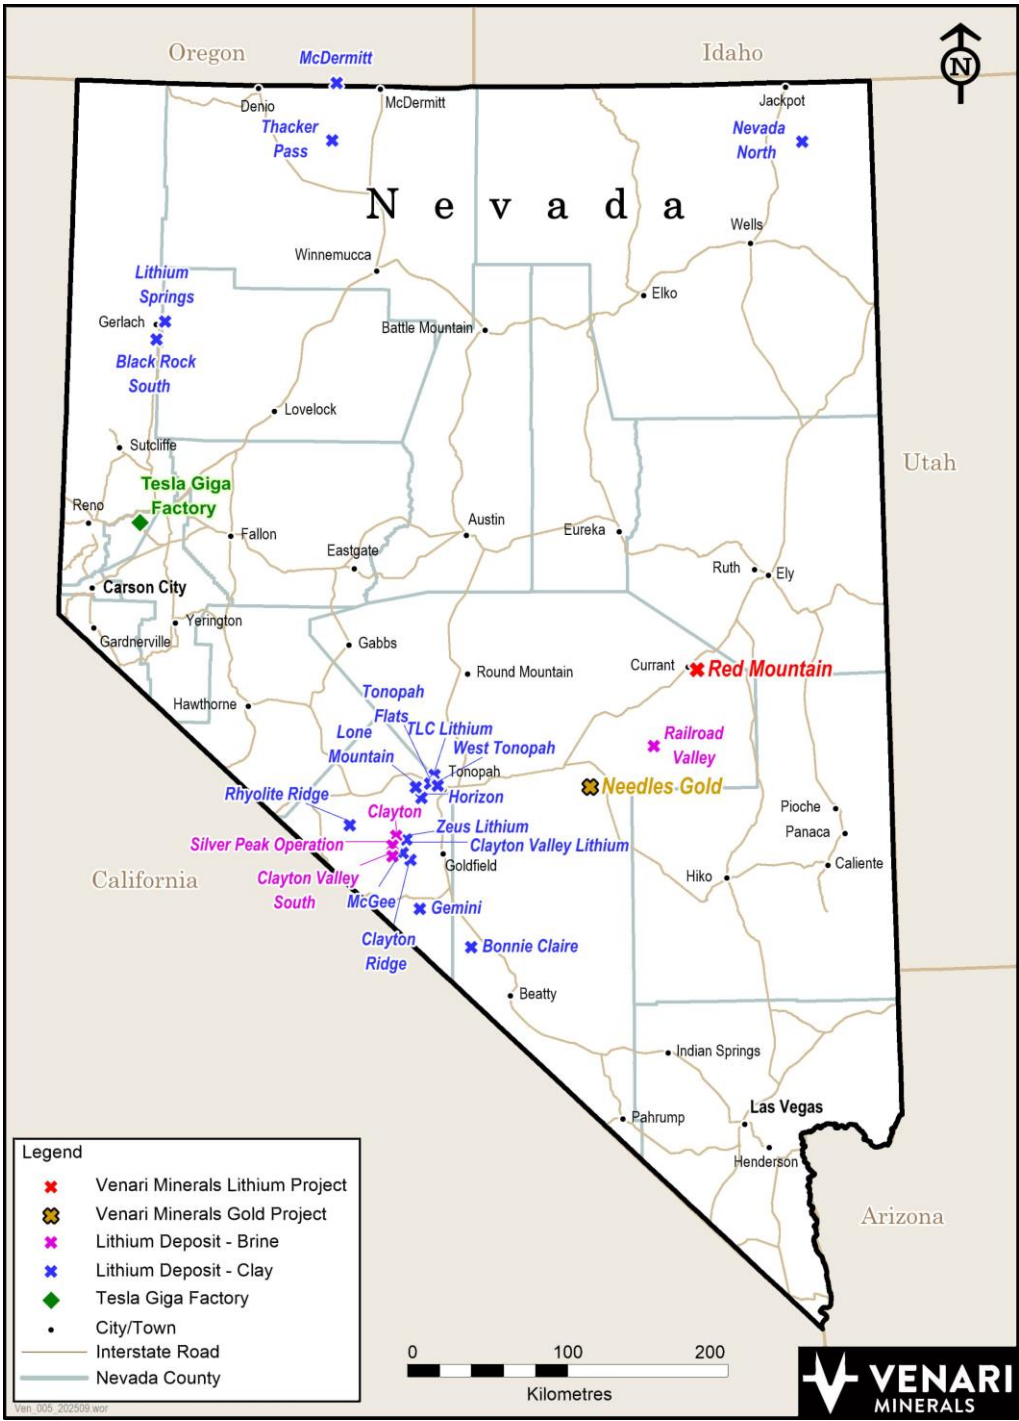 Oregon
McDermitt
Idaho
N
Denio
McDermitt
Jackpot
Thacker
Pass
Nevada
North
Nevada
Wells
Winnemucca
Lithium
Springs
Elko
Gerlach
Battle Mountain
Black Rock
South
Lovelock
Sutcliffe
Utah
Tesla Giga
Factory
Reno
Austin
Eureka
Fallon
Eastgate
Ruth
Ely
Carson City
Yerington
Gardnerville
Gabbs
Currant
Red Mountain
Round Mountain
Tonopah
Flats
Hawthorne
TLC Lithium
Lone
Mountain
West Tonopah
Railroad
Valley
Tonopah
Needles Gold
Rhyolite Ridge
Horizon
Pioche
Clayton
Zeus Lithium
Panaca
Silver Peak Operation
Clayton Valley Lithium
Goldfield
Caliente
California
Clayton Valley
South
Hiko
McGee
Gemini
Clayton
Ridge
Bonnie Claire
Beatty
Indian Springs
Las Vegas
Pahrump
Henderson
Arizona
Legend
Venari Minerals Lithium Project
Venari Minerals Gold Project
Lithium Deposit - Brine
Lithium Deposit - Clay
Tesla Giga Factory
City/Town
Interstate Road
Nevada County
Ven_005_202509.wor
0 100 200
Kilometres
VENARI
MINERALS